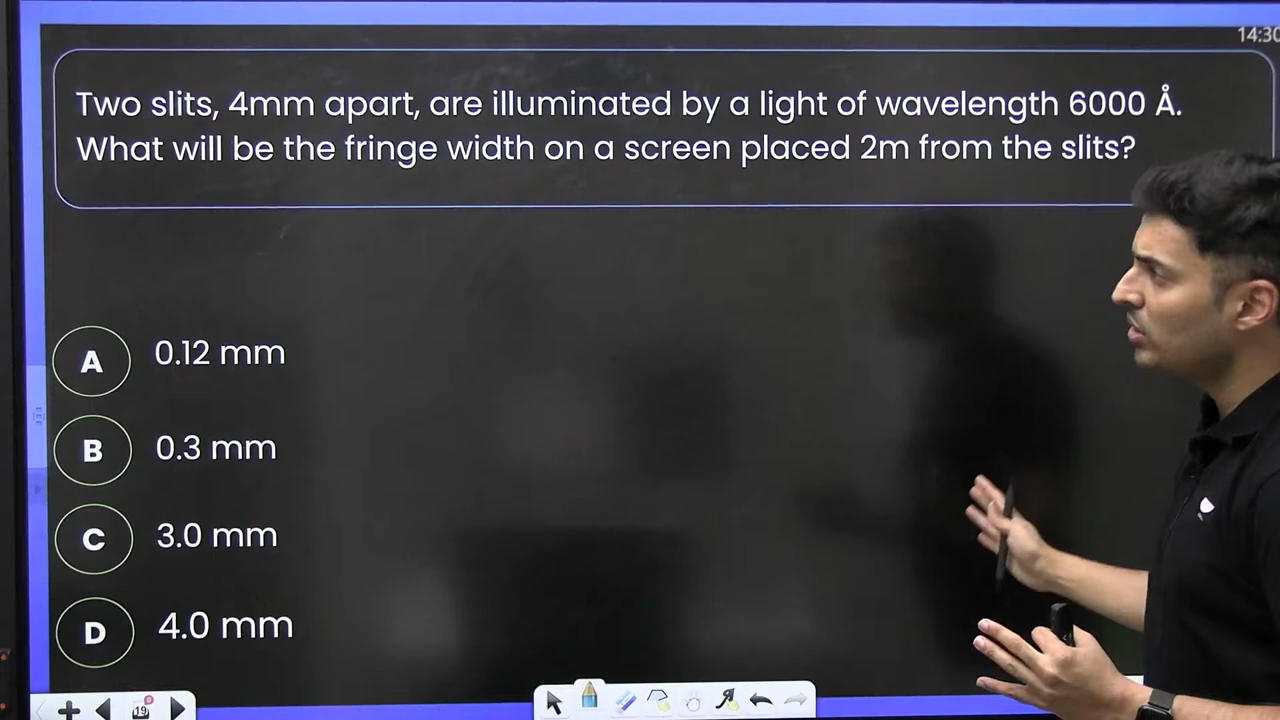 14:30
Two slits, 4mm apart, are illuminated by a light of wavelength 6000 Å.
What will be the fringe width on a screen placed 2m from the slits?
A 0.12 mm
B 0.3 mm
C 3.0 mm
D 4.0 mm
19